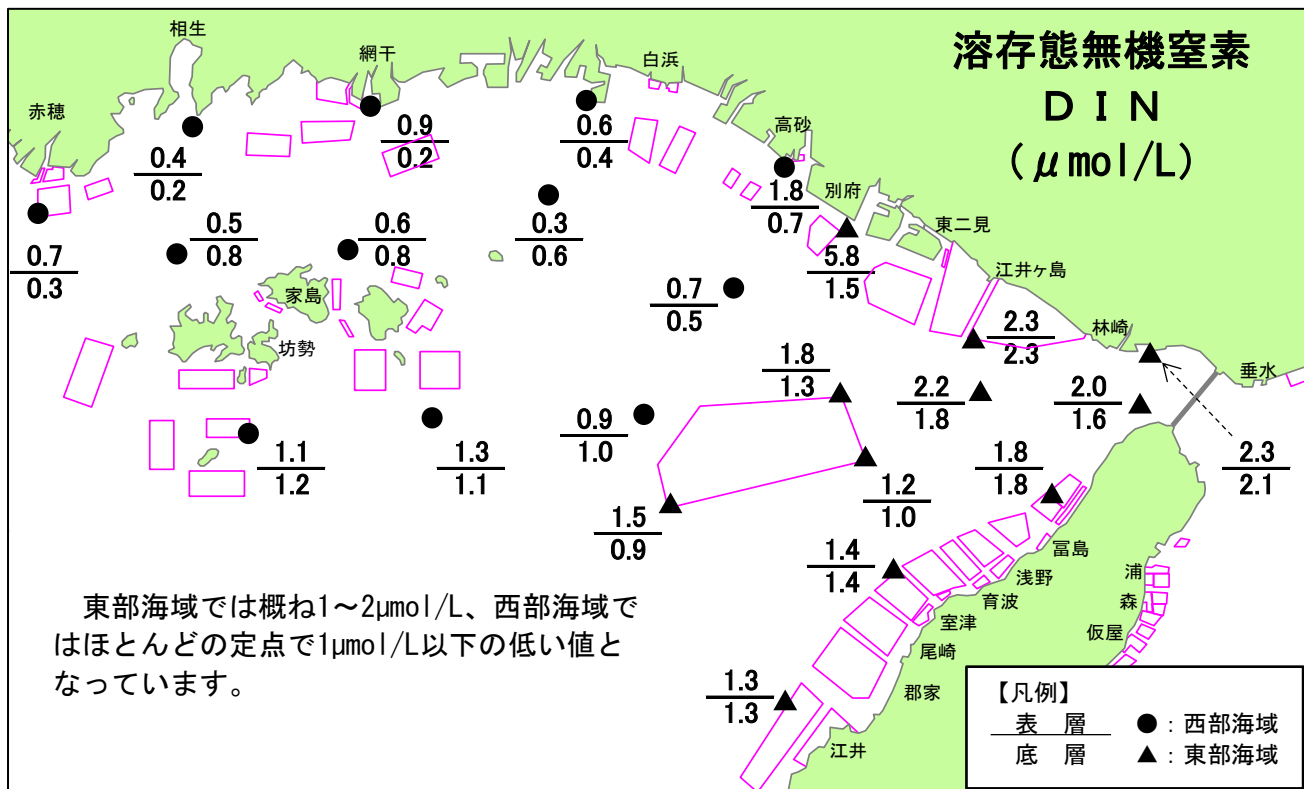 溶存態無機窒素
ＤＩＮ
（μmol/L）
相生
網干
白浜
赤穂
高砂
別府
東二見
江井ヶ島
林崎
垂水
家島
坊勢
0.4
0.2
0.9
0.2
0.6
0.4
1.8
0.7
0.7
0.3
0.5
0.8
0.6
0.8
0.3
0.6
5.8
1.5
0.7
0.5
2.3
2.3
1.8
1.3
2.2
1.8
2.0
1.6
0.9
1.0
1.1
1.2
1.3
1.1
1.8
1.8
2.3
2.1
1.2
1.0
1.5
0.9
1.4
1.4
1.3
1.3
冨島
浅野
育波
室津
尾崎
郡家
江井
浦
森
仮屋
東部海域では概ね1～2μmol/L、西部海域で
はほとんどの定点で1μmol/L以下の低い値と
なっています。
【凡例】
表　層　●：西部海域
底　層　▲：東部海域